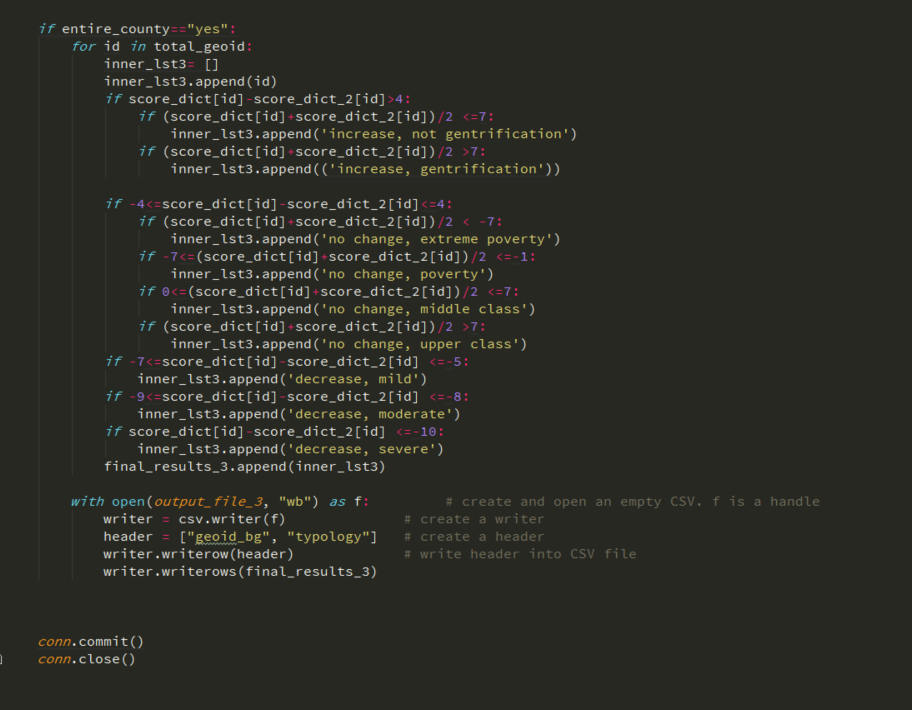 if entire_county=="yes":
for id in total_geoid:
inner_lst3= []
inner_lst3.append(id)
if score_dict[id]-score_dict_2[id]>4:
if (score_dict[id]+score_dict_2[id])/2 <=7:
inner_lst3.append('increase, not gentrification')
if (score_dict[id]+score_dict_2[id])/2 >7:
inner_lst3.append(('increase, gentrification'))
if -4<=score_dict[id]-score_dict_2[id]<=4:
if (score_dict[id]+score_dict_2[id])/2 < -7:
inner_lst3.append('no change, extreme poverty')
if -7<=(score_dict[id]+score_dict_2[id])/2 <=-1:
inner_lst3.append('no change, poverty')
if 0<=(score_dict[id]+score_dict_2[id])/2 <=7:
inner_lst3.append('no change, middle class')
if (score_dict[id]+score_dict_2[id])/2 >7:
inner_lst3.append('no change, upper class')
if -7<=score_dict[id]-score_dict_2[id] <=-5:
inner_lst3.append('decrease, mild')
if -9<=score_dict[id]-score_dict_2[id] <=-8:
inner_lst3.append('decrease, moderate')
if score_dict[id]-score_dict_2[id] <=-10:
inner_lst3.append('decrease, severe')
final_results_3.append(inner_lst3)
with open(output_file_3, "wb") as f: # create and open an empty CSV. f is a handle
writer = csv.writer(f) # create a writer
header = ["geoid_bg", "typology"] # create a header
writer.writerow(header) # write header into CSV file
writer.writerows(final_results_3)
conn.commit()
conn.close()